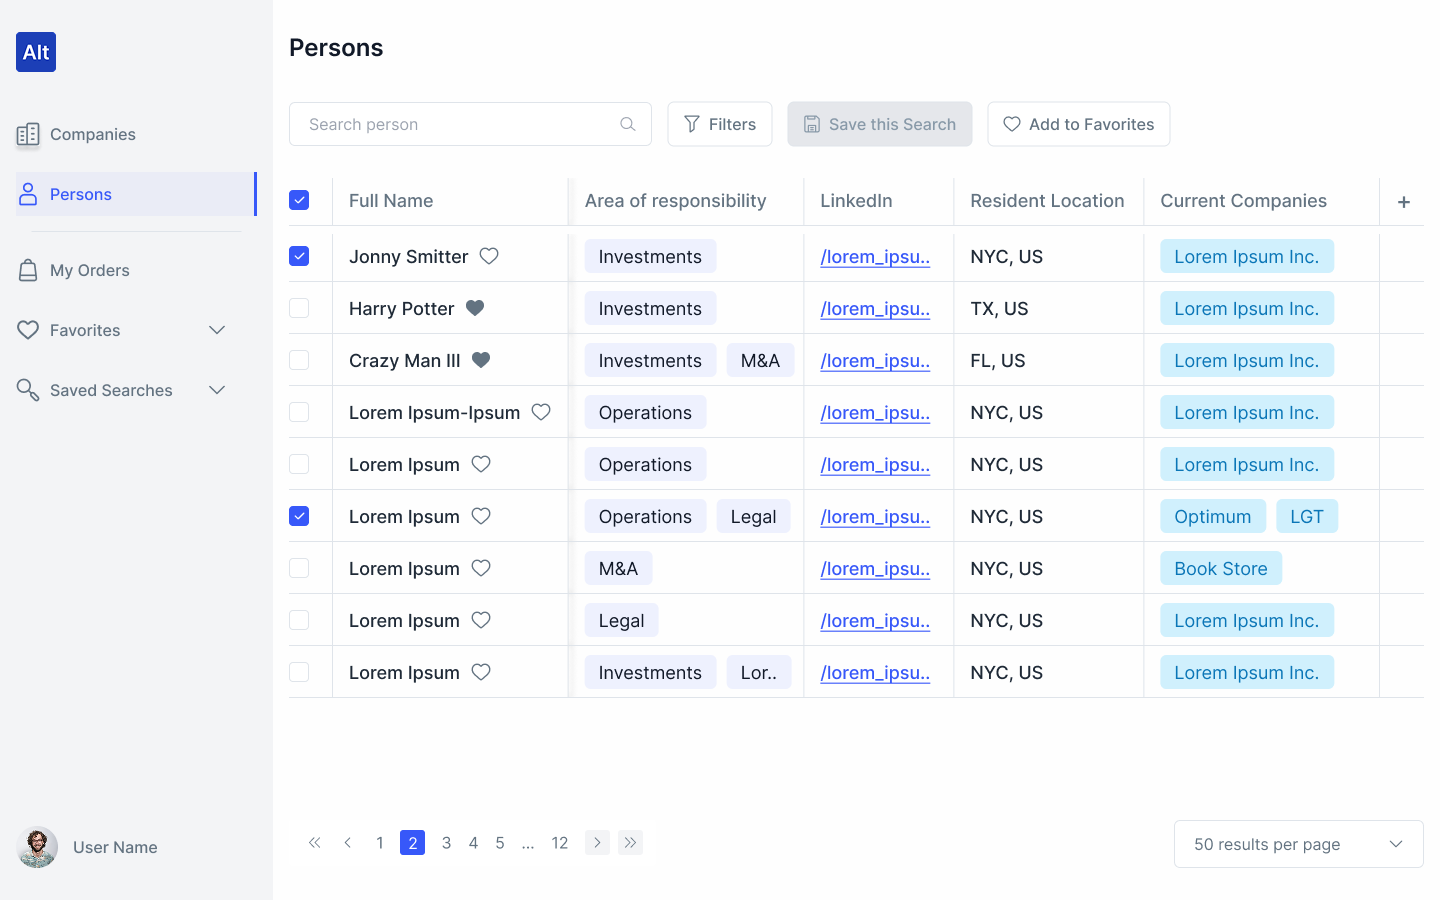 Alt
Companies
Persons
My Orders
Favorites
Saved Searches
User Name
Persons
Search person
Filters
Save this Search
Add to Favorites
Full Name Area of responsibility LinkedIn Resident Location Current Companies +
Jonny Smitter Investments /lorem_ipsu.. NYC, US Lorem Ipsum Inc.
Harry Potter Investments /lorem_ipsu.. TX, US Lorem Ipsum Inc.
Crazy Man III Investments M&A /lorem_ipsu.. FL, US Lorem Ipsum Inc.
Lorem Ipsum-Ipsum Operations /lorem_ipsu.. NYC, US Lorem Ipsum Inc.
Lorem Ipsum Operations /lorem_ipsu.. NYC, US Lorem Ipsum Inc.
Lorem Ipsum Operations Legal /lorem_ipsu.. NYC, US Optimum LGT
Lorem Ipsum M&A /lorem_ipsu.. NYC, US Book Store
Lorem Ipsum Legal /lorem_ipsu.. NYC, US Lorem Ipsum Inc.
Lorem Ipsum Investments Lor.. /lorem_ipsu.. NYC, US Lorem Ipsum Inc.
1 2 3 4 5 ... 12
50 results per page